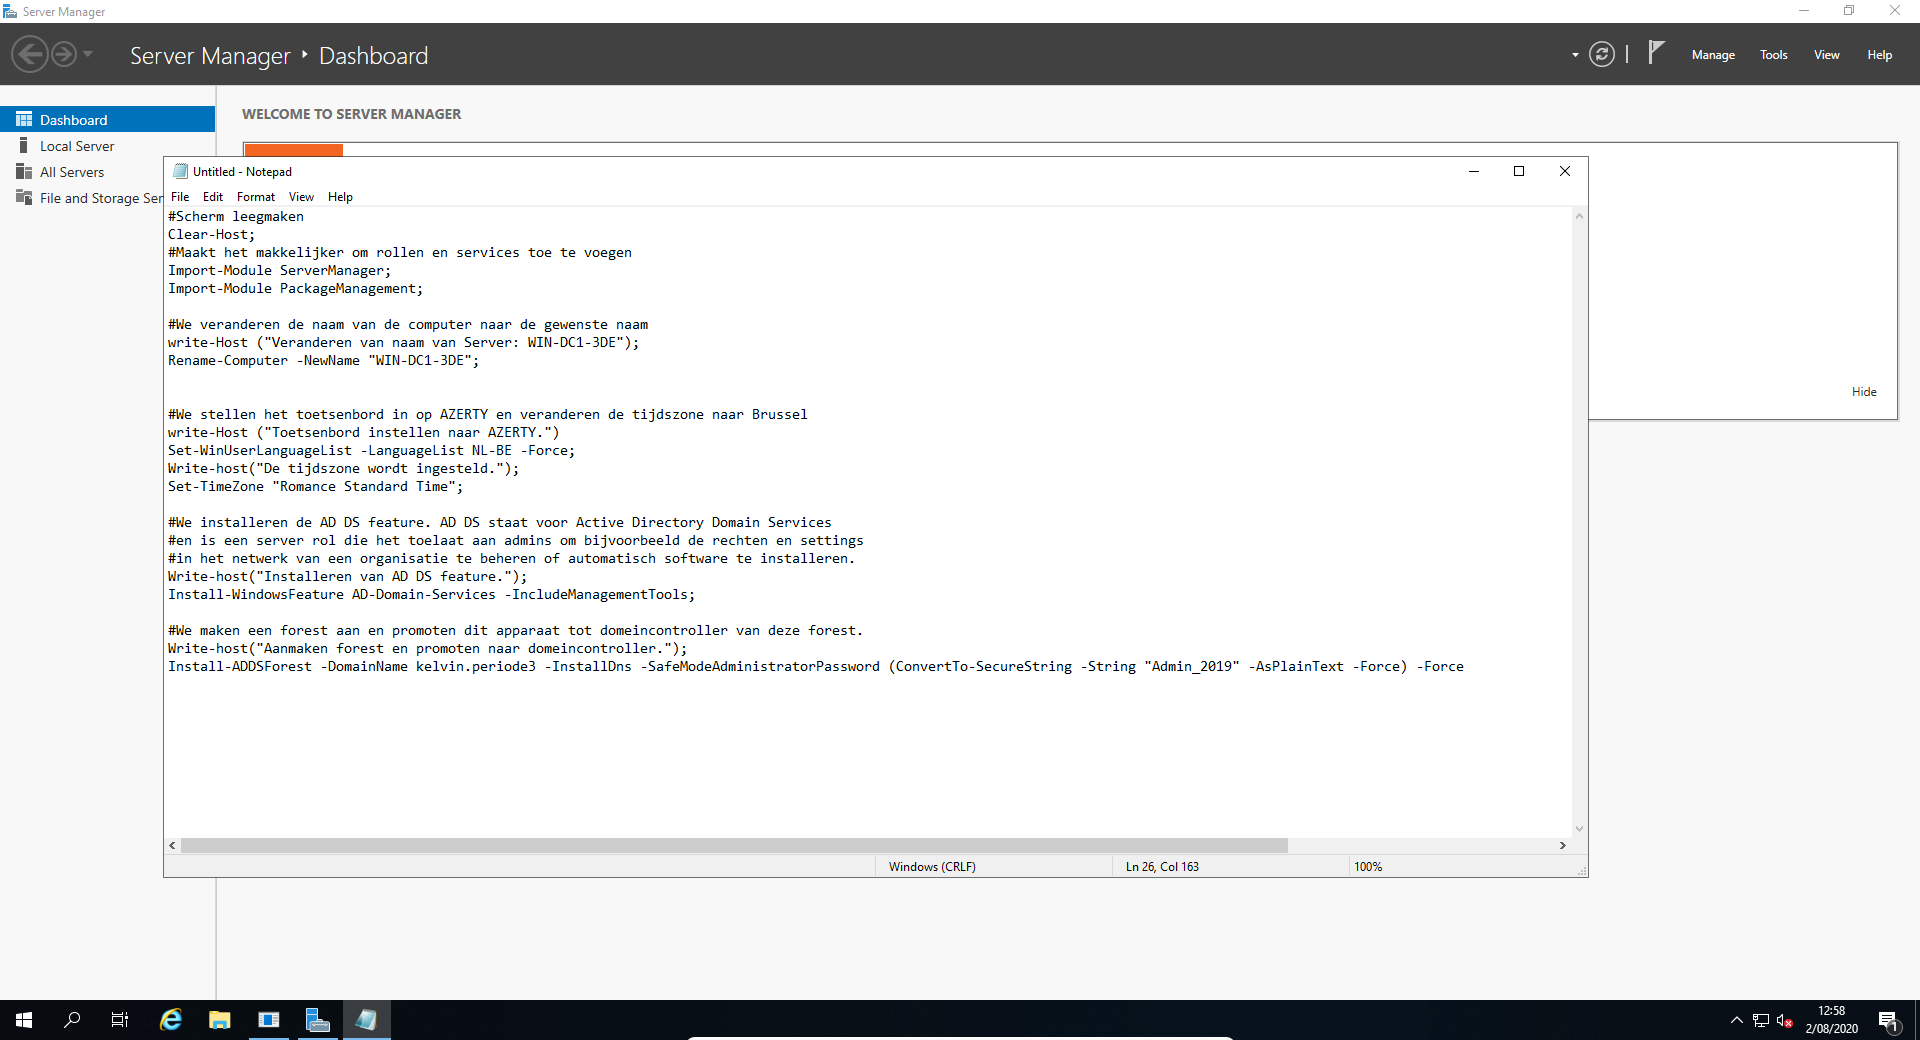 Server Manager
Server Manager ‣ Dashboard
Manage Tools View Help
Dashboard
Local Server
All Servers
File and Storage Ser
WELCOME TO SERVER MANAGER
Untitled - Notepad
File Edit Format View Help
#Scherm leegmaken
Clear-Host;
#Maakt het makkelijker om rollen en services toe te voegen
Import-Module ServerManager;
Import-Module PackageManagement;
#We veranderen de naam van de computer naar de gewenste naam
write-Host ("Veranderen van naam van Server: WIN-DC1-3DE");
Rename-Computer -NewName "WIN-DC1-3DE";
#We stellen het toetsenbord in op AZERTY en veranderen de tijdszone naar Brussel
write-Host ("Toetsenbord instellen naar AZERTY.")
Set-WinUserLanguageList -LanguageList NL-BE -Force;
Write-host("De tijdszone wordt ingesteld.");
Set-TimeZone "Romance Standard Time";
#We installeren de AD DS feature. AD DS staat voor Active Directory Domain Services
#en is een server rol die het toelaat aan admins om bijvoorbeeld de rechten en settings
#in het netwerk van een organisatie te beheren of automatisch software te installeren.
Write-host("Installeren van AD DS feature.");
Install-WindowsFeature AD-Domain-Services -IncludeManagementTools;
#We maken een forest aan en promoten dit apparaat tot domeincontroller van deze forest.
Write-host("Aanmaken forest en promoten naar domeincontroller.");
Install-ADDSForest -DomainName kelvin.periode3 -InstallDns -SafeModeAdministratorPassword (ConvertTo-SecureString -String "Admin_2019" -AsPlainText -Force) -Force
Hide
Windows (CRLF) Ln 26, Col 163 100%
12:58
2/08/2020
1